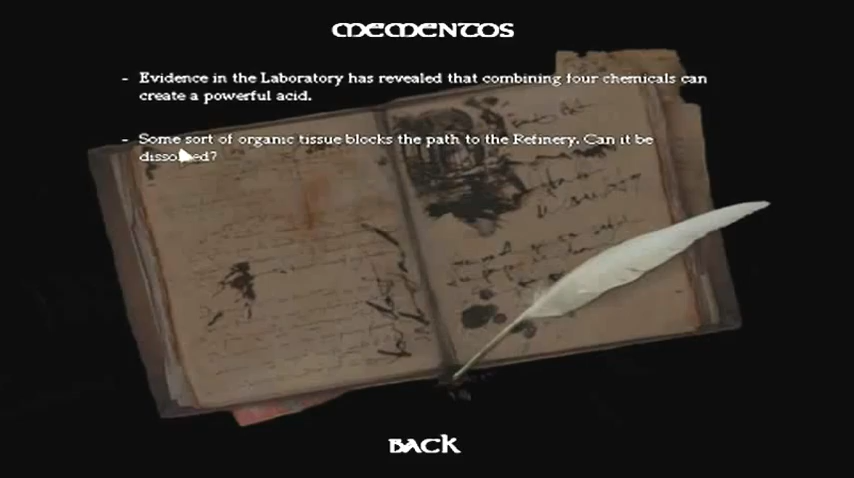 MEMENTOS
- Evidence in the Laboratory has revealed that combining four chemicals can
create a powerful acid.
- Some sort of organic tissue blocks the path to the Refinery. Can it be
dissolved?
BACK